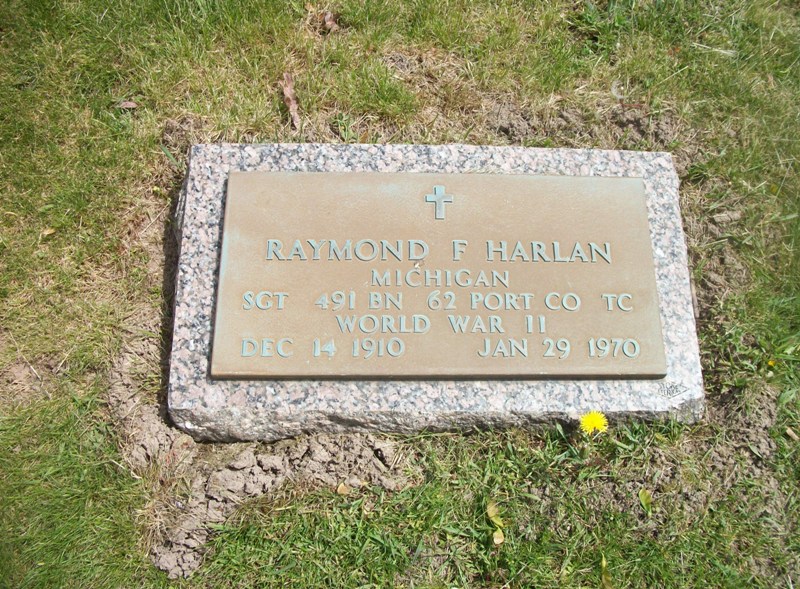 RAYMOND F HARLAN
MICHIGAN
SGT 491 BN 62 PORT CO TC
WORLD WAR II
DEC 14 1910 JAN 29 1970